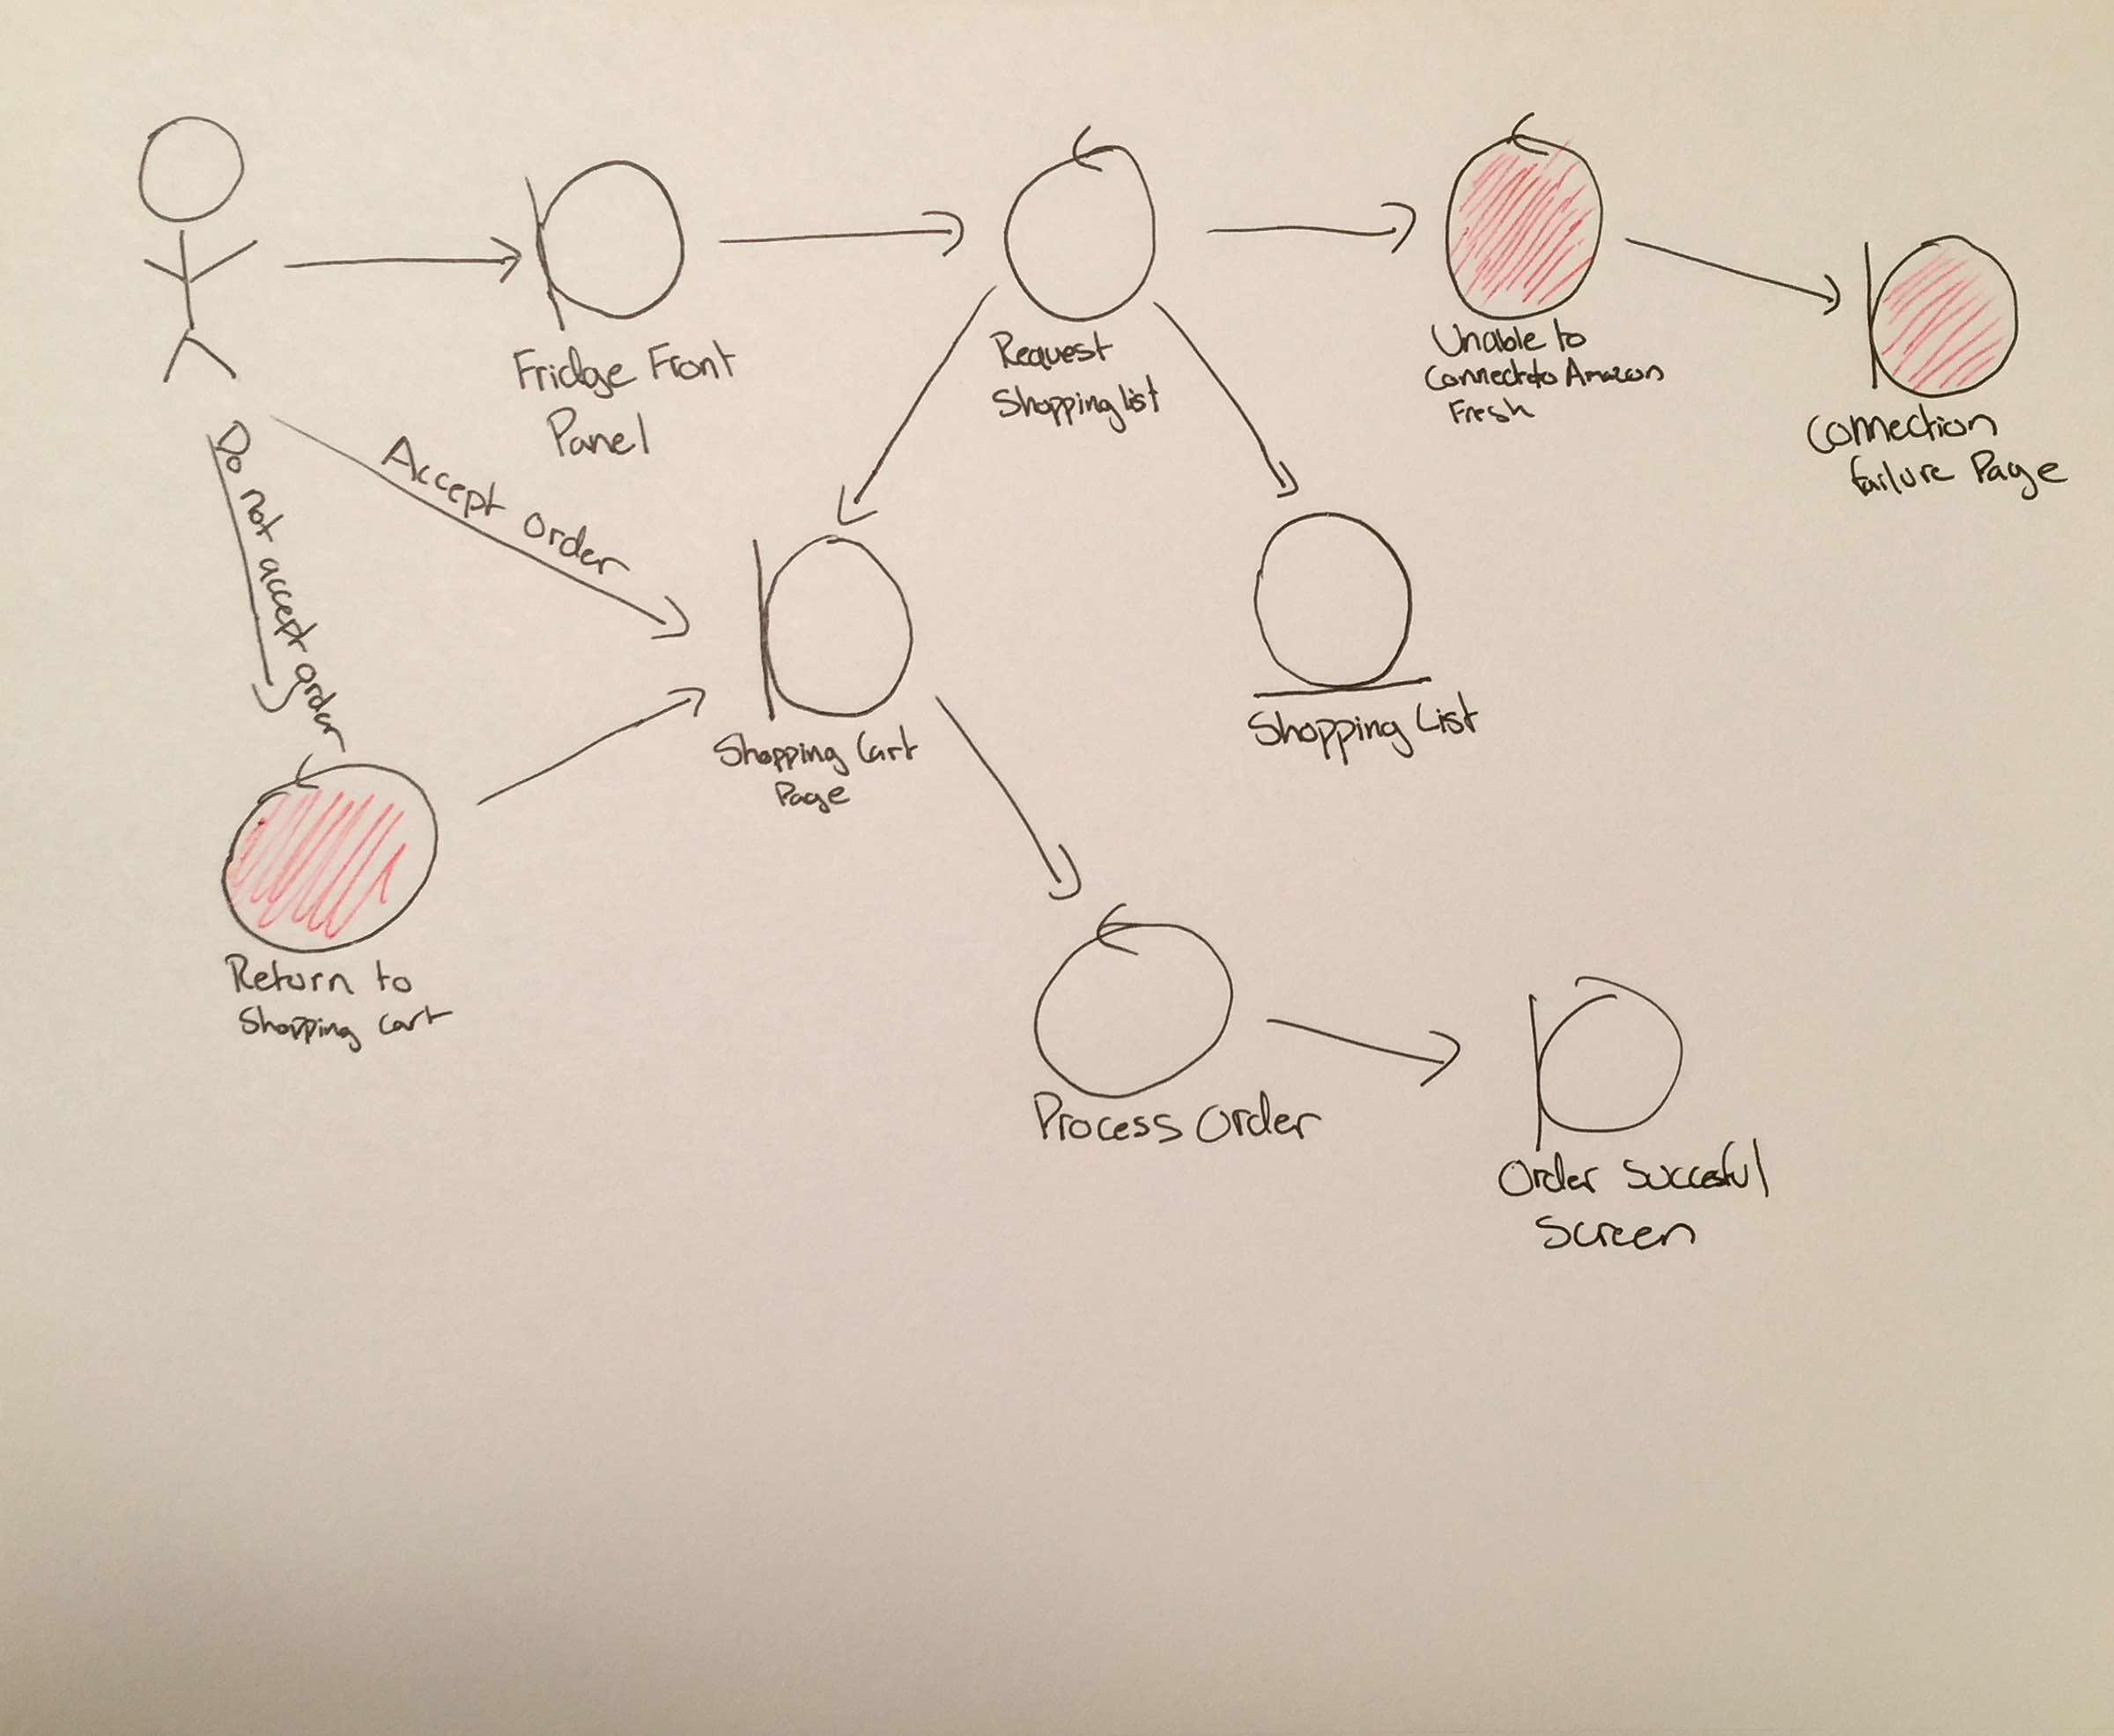 Fridge Front
Panel
Request
Shopping list
Unable to
Connect to Amazon
Fresh
Connection
failure Page
Accept order
Do not accept order
Shopping Cart
Page
Shopping List
Return to
Shopping cart
Process Order
Order Succesful
Screen